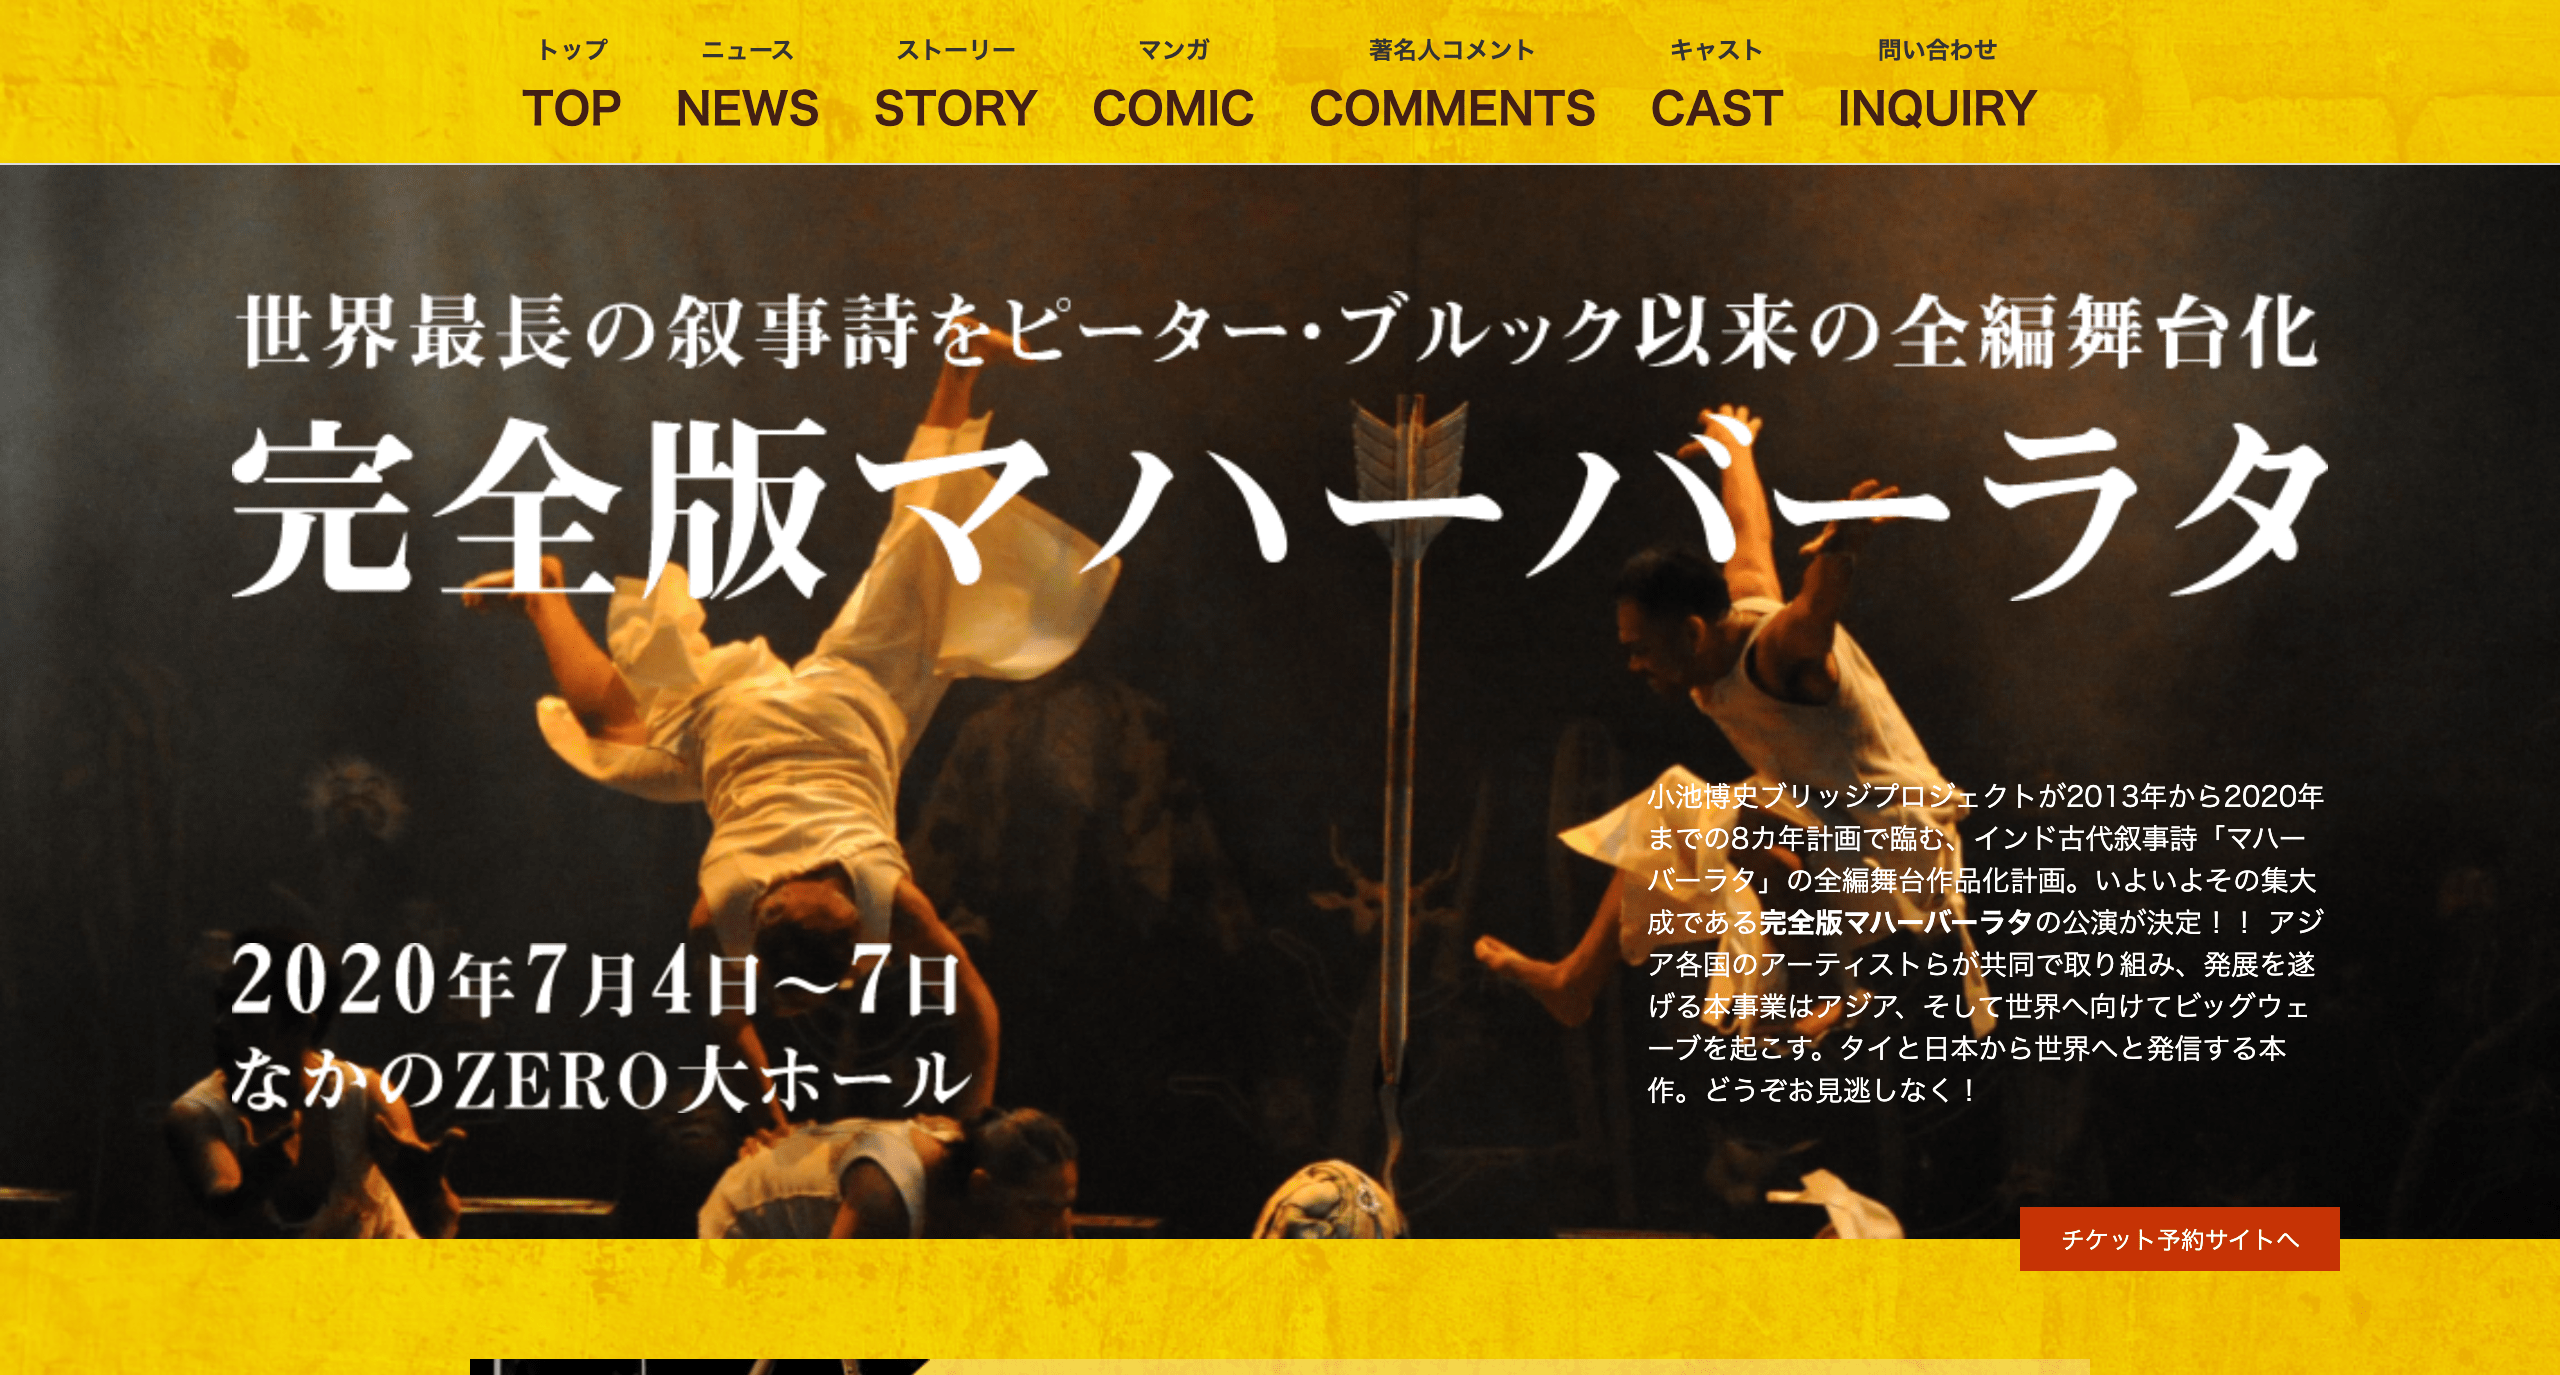 トップ ニュース ストーリー マンガ 著名人コメント キャスト 問い合わせ
TOP NEWS STORY COMIC COMMENTS CAST INQUIRY
世界最長の叙事詩をピーター・ブルック以来の全編舞台化
完全版マハーバーラタ
2020年7月4日〜7日
なかのZERO大ホール
小池博史ブリッジプロジェクトが2013年から2020年
までの8カ年計画で臨む、インド古代叙事詩「マハー
バーラタ」の全編舞台作品化計画。いよいよその集大
成である完全版マハーバーラタの公演が決定！！ アジ
ア各国のアーティストらが共同で取り組み、発展を遂
げる本事業はアジア、そして世界へ向けてビッグウェ
ーブを起こす。タイと日本から世界へと発信する本
作。どうぞお見逃しなく！
チケット予約サイトへ